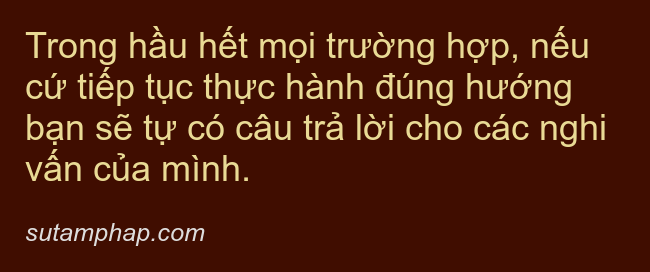 Trong hầu hết mọi trường hợp, nếu
cứ tiếp tục thực hành đúng hướng
bạn sẽ tự có câu trả lời cho các nghi
vấn của mình.
sutamphap.com